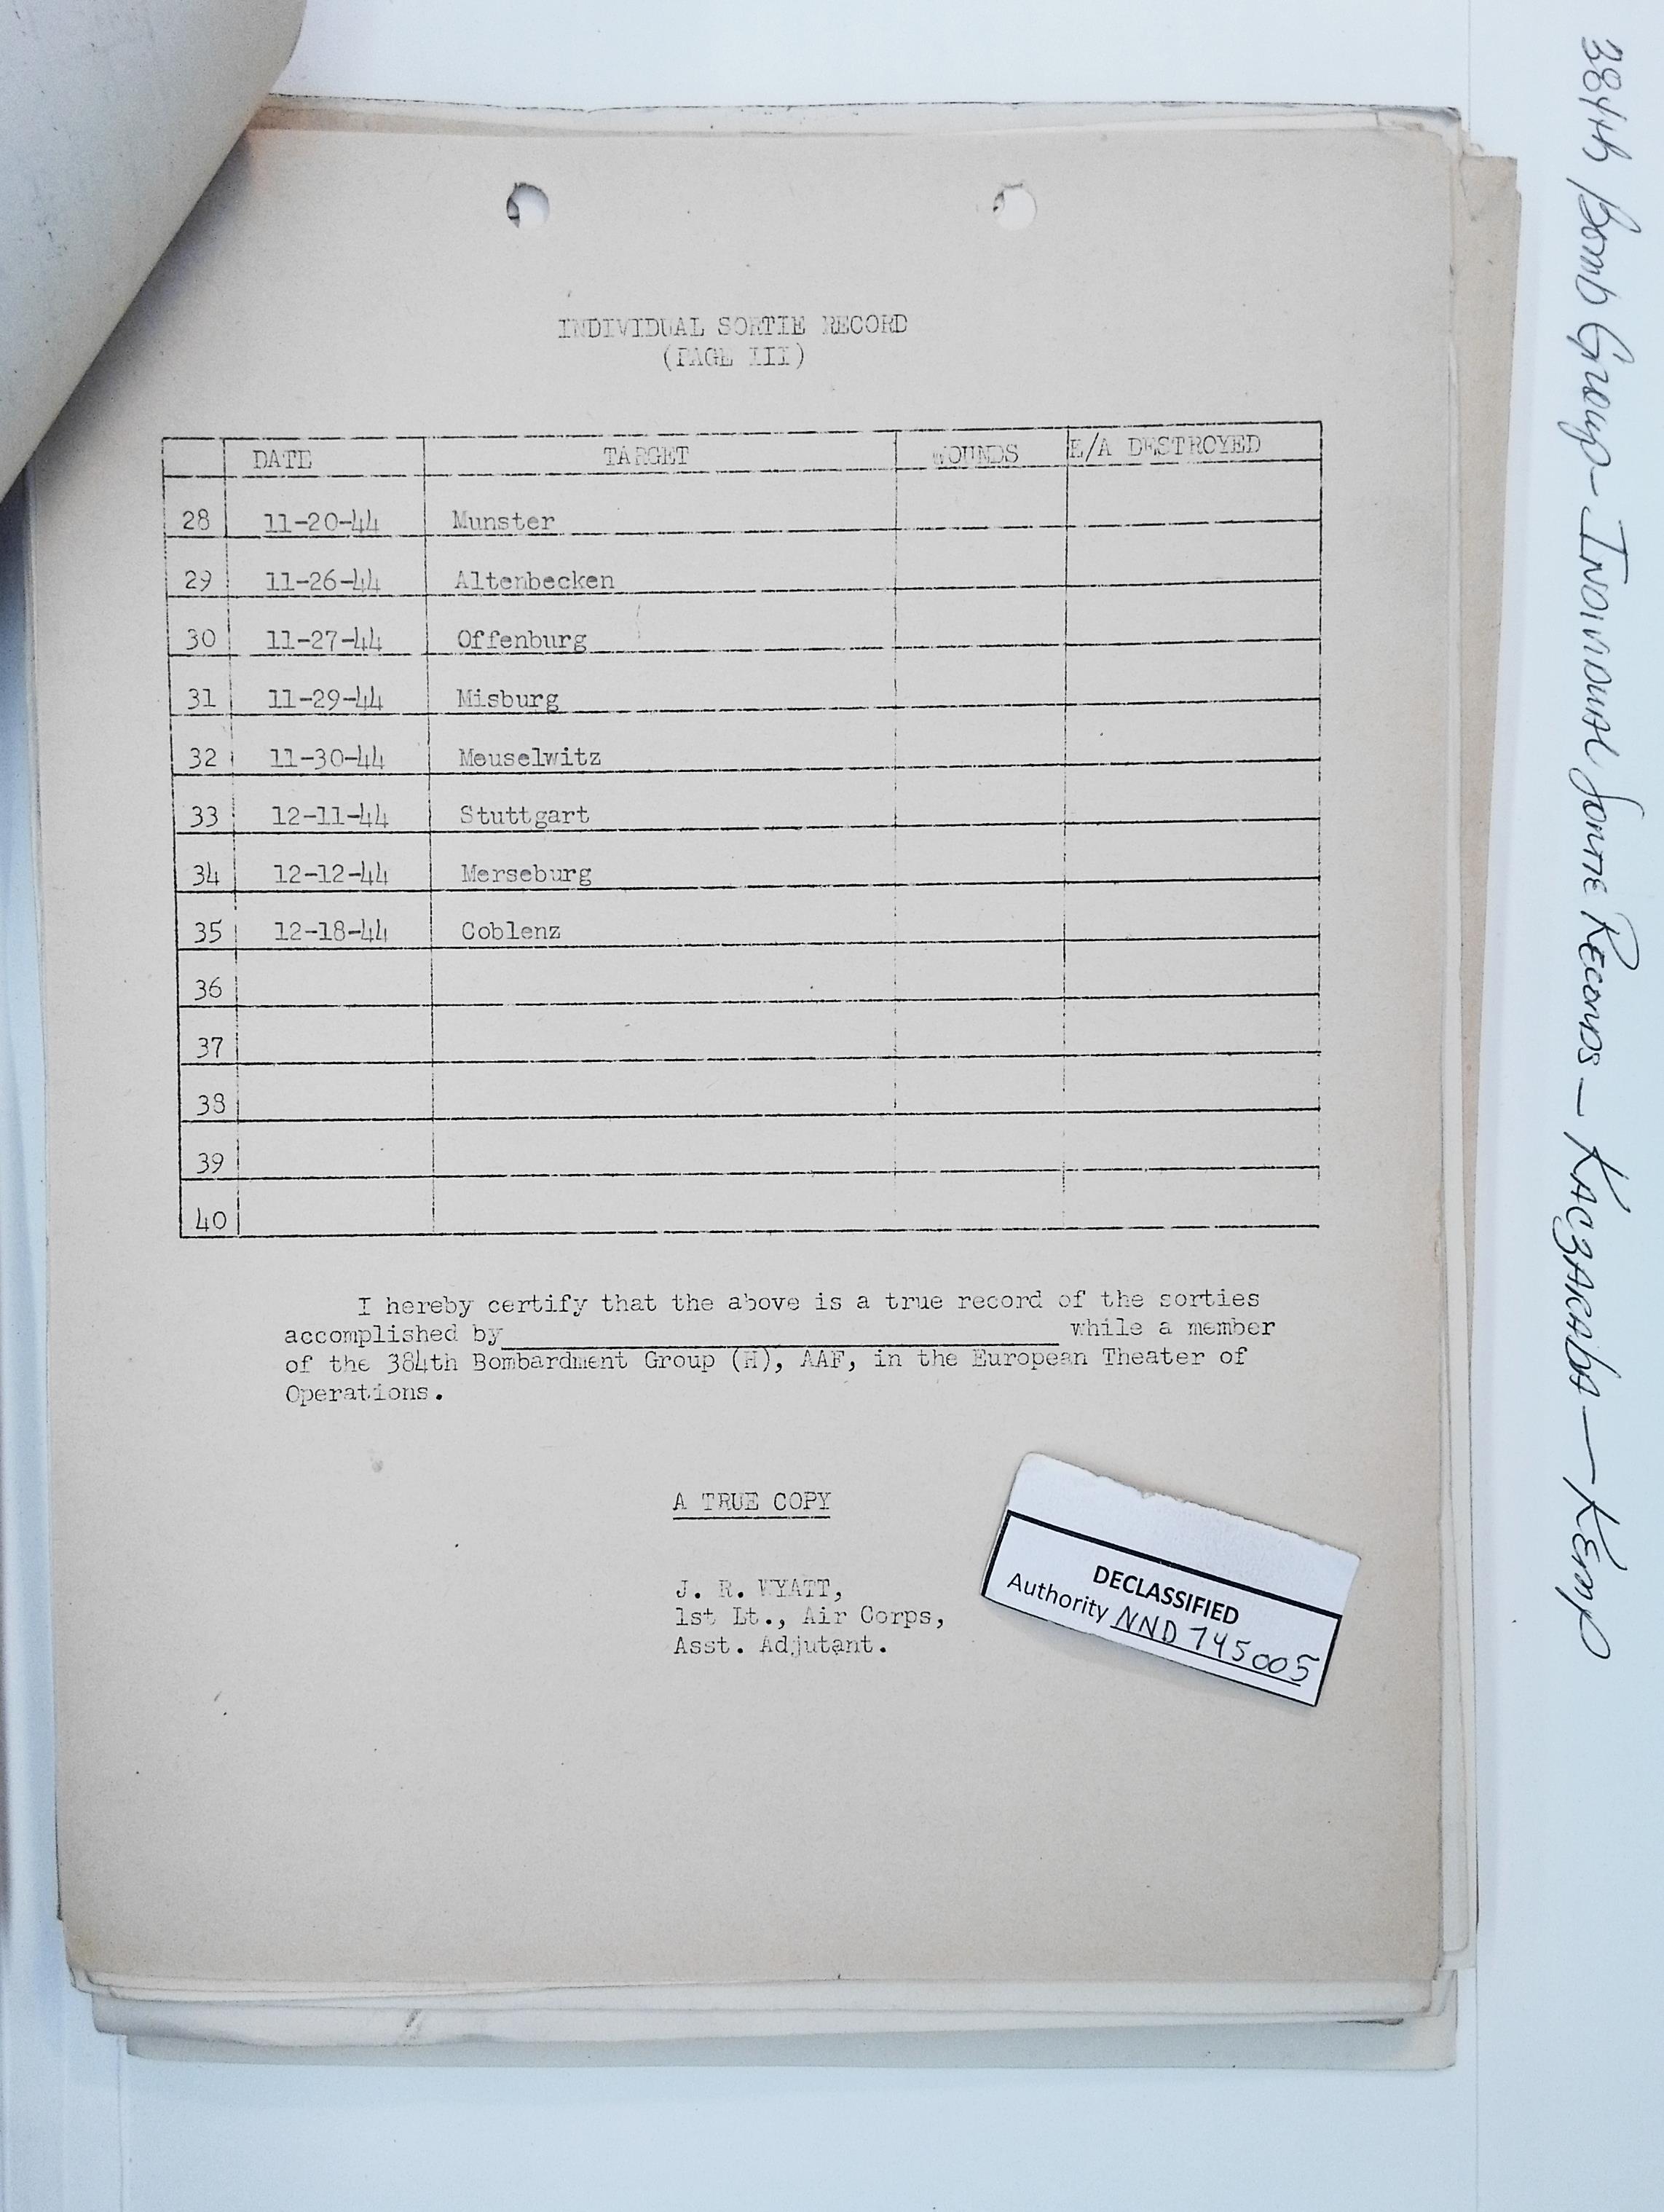 INDIVIDUAL SORTIE RECORD
(PAGE III)
DATE TARGET WOUNDS E/A DESTROYED
28 11-20-44 Munster
29 11-26-44 Altenbecken
30 11-27-44 Offenburg
31 11-29-44 Misburg
32 11-30-44 Meuselwitz
33 12-11-44 Stuttgart
34 12-12-44 Merseburg
35 12-18-44 Coblenz
36
37
38
39
40
I hereby certify that the above is a true record of the sorties
accomplished by while a member
of the 384th Bombardment Group (H), AAF, in the European Theater of
Operations.
A TRUE COPY
J. R. WYATT,
1st Lt., Air Corps,
Asst. Adjutant.
DECLASSIFIED
Authority NND 745005
384th Bomb Group - Individual Sortie Records - Kaczaraba - Kemp